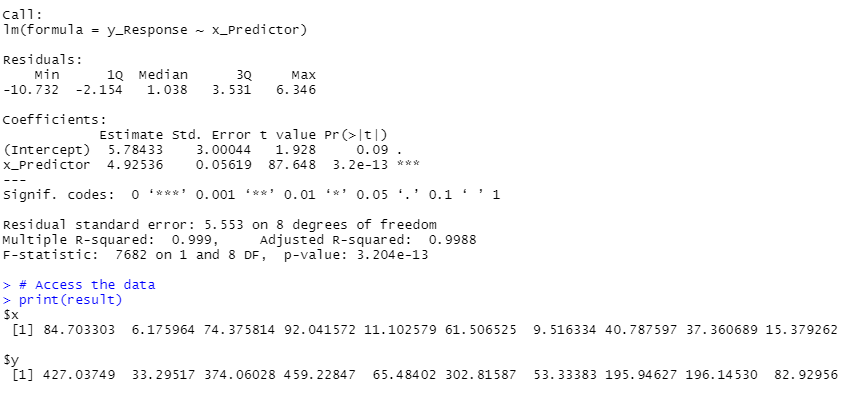 Call:
lm(formula = y_Response ~ x_Predictor)
Residuals:
Min 1Q Median 3Q Max
-10.732 -2.154 1.038 3.531 6.346
Coefficients:
Estimate Std. Error t value Pr(>|t|)
(Intercept) 5.78433 3.00044 1.928 0.09 .
x_Predictor 4.92536 0.05619 87.648 3.2e-13 ***
---
Signif. codes: 0 ‘***’ 0.001 ‘**’ 0.01 ‘*’ 0.05 ‘.’ 0.1 ‘ ’ 1
Residual standard error: 5.553 on 8 degrees of freedom
Multiple R-squared: 0.999, Adjusted R-squared: 0.9988
F-statistic: 7682 on 1 and 8 DF, p-value: 3.204e-13
> # Access the data
> print(result)
$x
[1] 84.703303 6.175964 74.375814 92.041572 11.102579 61.506525 9.516334 40.787597 37.360689 15.379262
$y
[1] 427.03749 33.29517 374.06028 459.22847 65.48402 302.81587 53.33383 195.94627 196.14530 82.92956